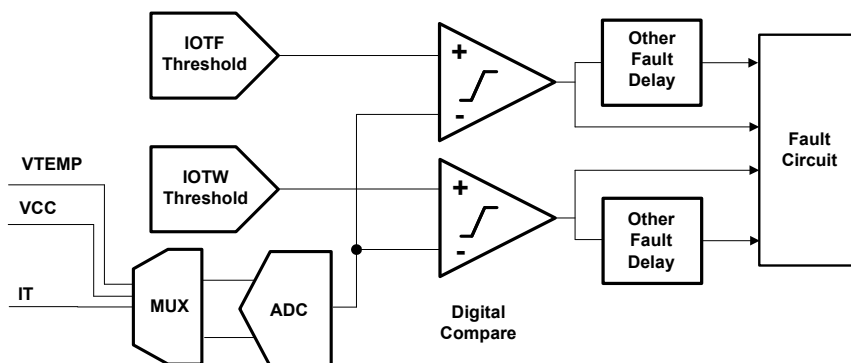 IOTF
Threshold
+
-
Other
Fault
Delay
Fault
Circuit
VTEMP
VCC
IT
IOTW
Threshold
+
-
Other
Fault
Delay
MUX
ADC
Digital
Compare